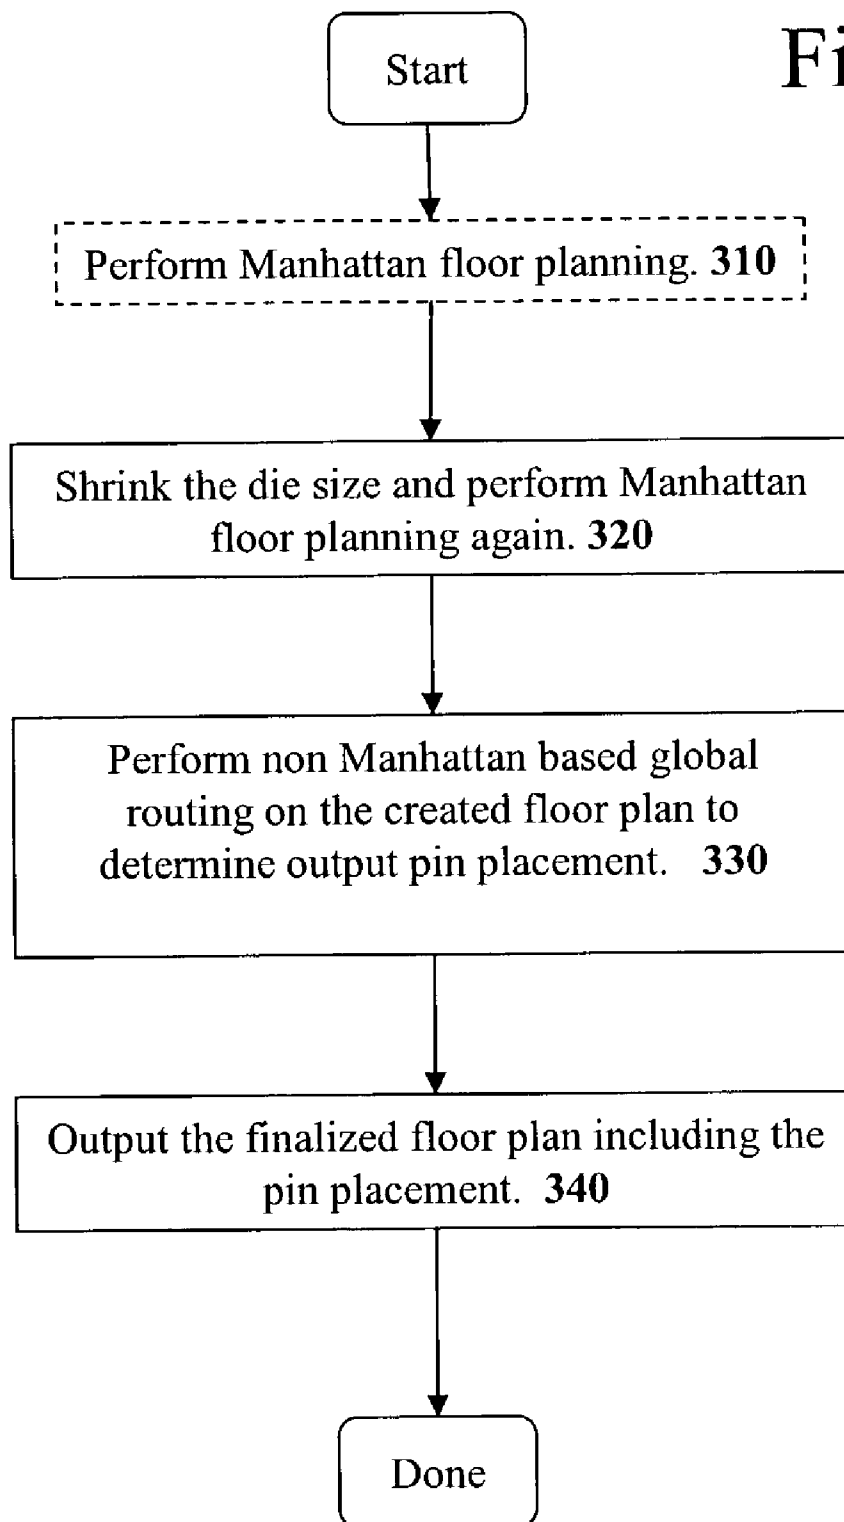 Start
Fi
Perform Manhattan floor planning. 310
Shrink the die size and perform Manhattan
floor planning again. 320
Perform non Manhattan based global
routing on the created floor plan to
determine output pin placement. 330
Output the finalized floor plan including the
pin placement. 340
Done